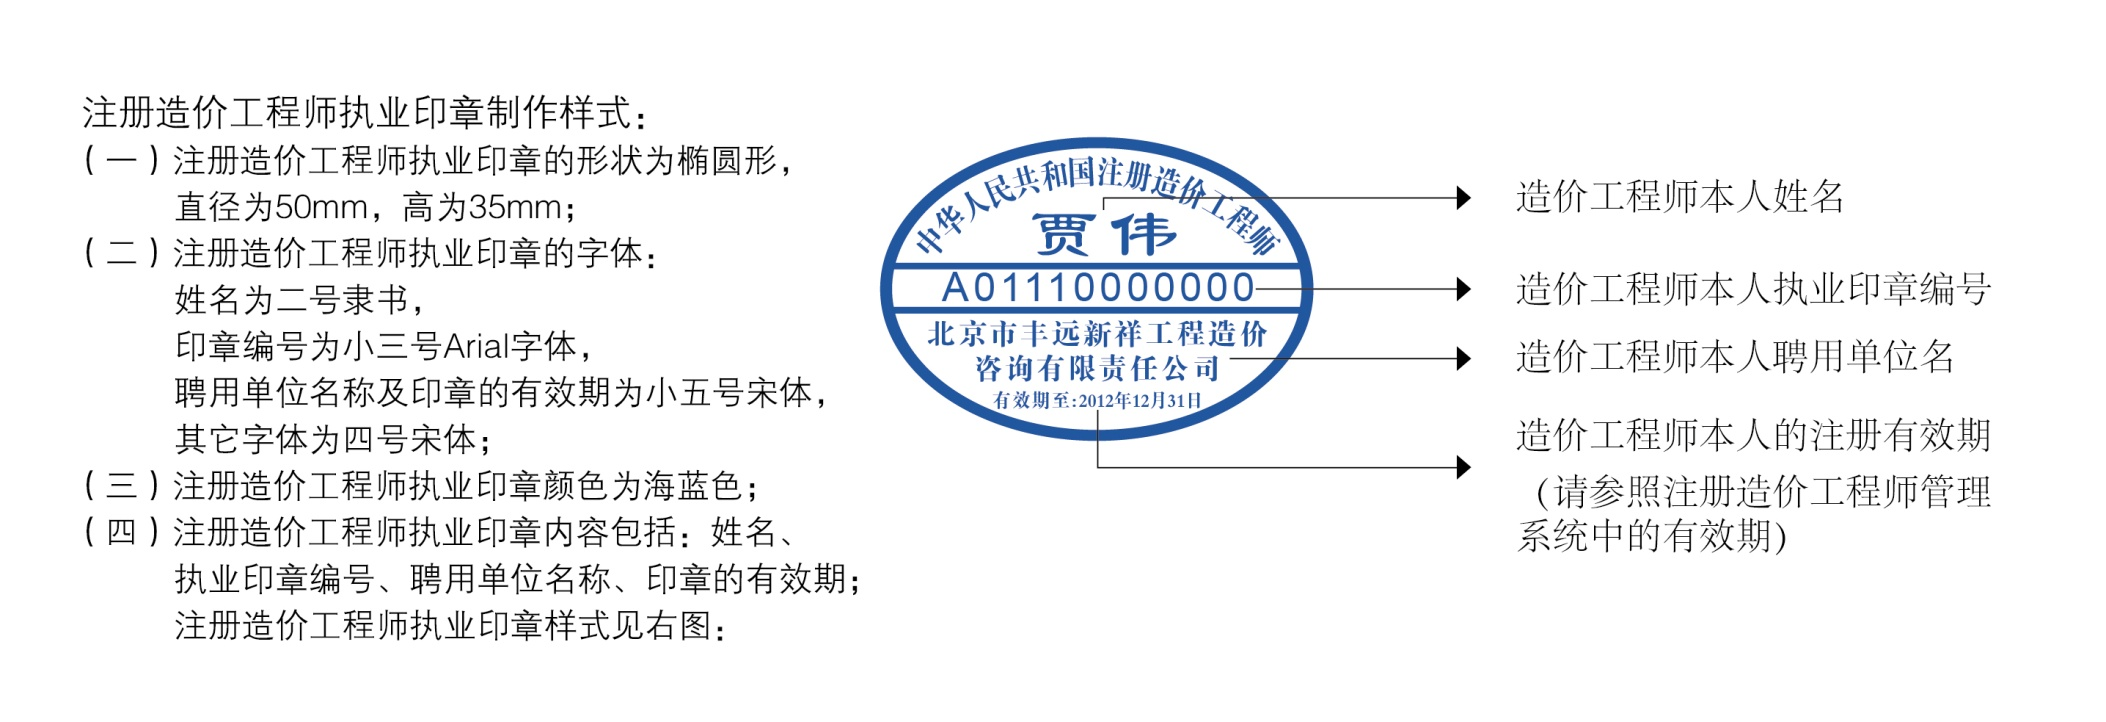 注册造价工程师执业印章制作样式：
（一）注册造价工程师执业印章的形状为椭圆形，
直径为50mm，高为35mm；
（二）注册造价工程师执业印章的字体：
姓名为二号隶书，
印章编号为小三号Arial字体，
聘用单位名称及印章的有效期为小五号宋体，
其它字体为四号宋体；
（三）注册造价工程师执业印章颜色为海蓝色；
（四）注册造价工程师执业印章内容包括：姓名、
执业印章编号、聘用单位名称、印章的有效期；
注册造价工程师执业印章样式见右图：
中华人民共和国注册造价工程师
贾伟
A01110000000
北京市丰远新祥工程造价
咨询有限责任公司
有效期至:2012年12月31日
造价工程师本人姓名
造价工程师本人执业印章编号
造价工程师本人聘用单位名
造价工程师本人的注册有效期
（请参照注册造价工程师管理
系统中的有效期）